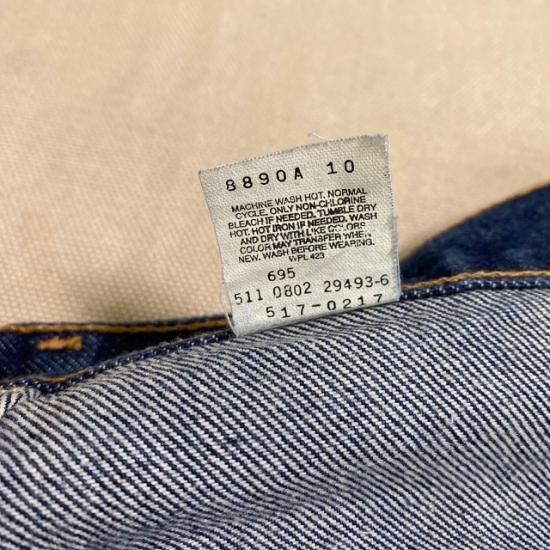 8890A 10
MACHINE WASH HOT. NORMAL
CYCLE. ONLY NON-CHLORINE
BLEACH IF NEEDED. TUMBLE DRY
HOT. HOT IRON IF NEEDED. WASH
AND DRY WITH LIKE COLORS.
COLOR MAY TRANSFER WHEN
NEW. WASH BEFORE WEARING.
WPL 423
695
511 0802 29493-6
517-0217